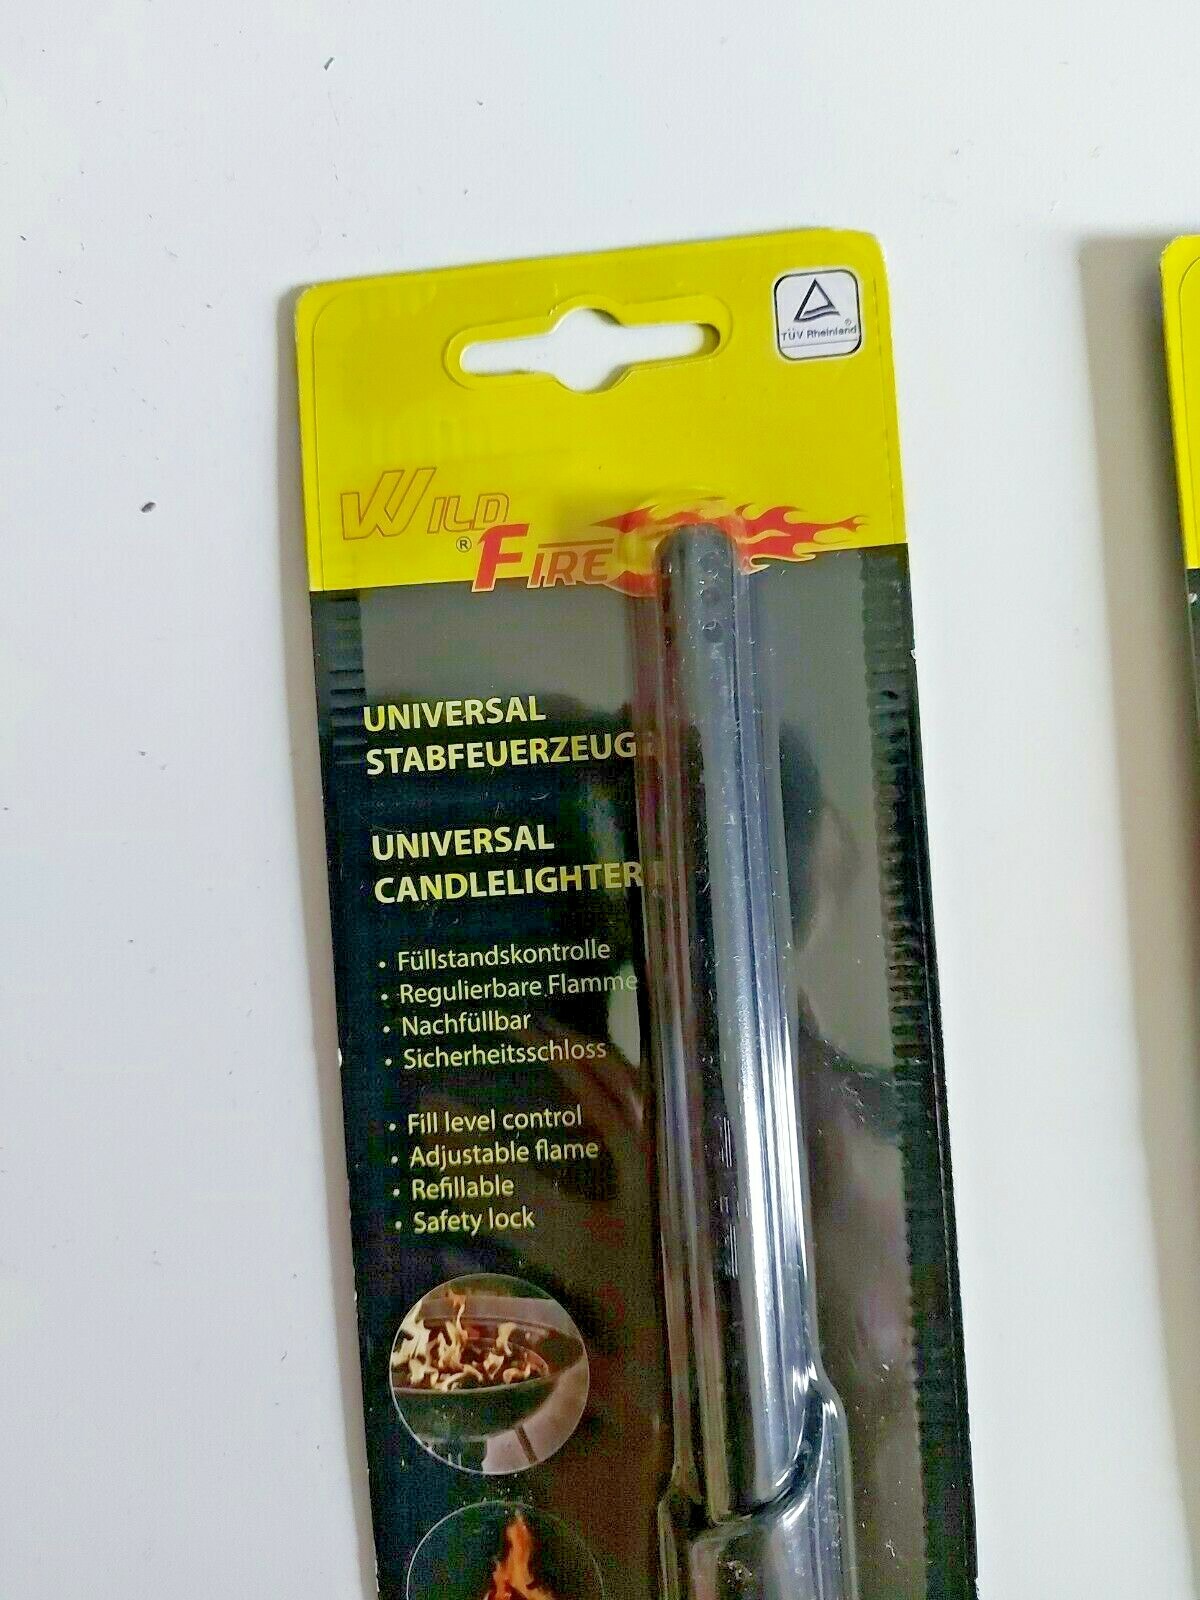 TÜV Rheinland ®
WILD
® FIRE
UNIVERSAL
STABFEUERZEUG
UNIVERSAL
CANDLELIGHTER
• Füllstandskontrolle
• Regulierbare Flamme
• Nachfüllbar
• Sicherheitsschloss
• Fill level control
• Adjustable flame
• Refillable
• Safety lock